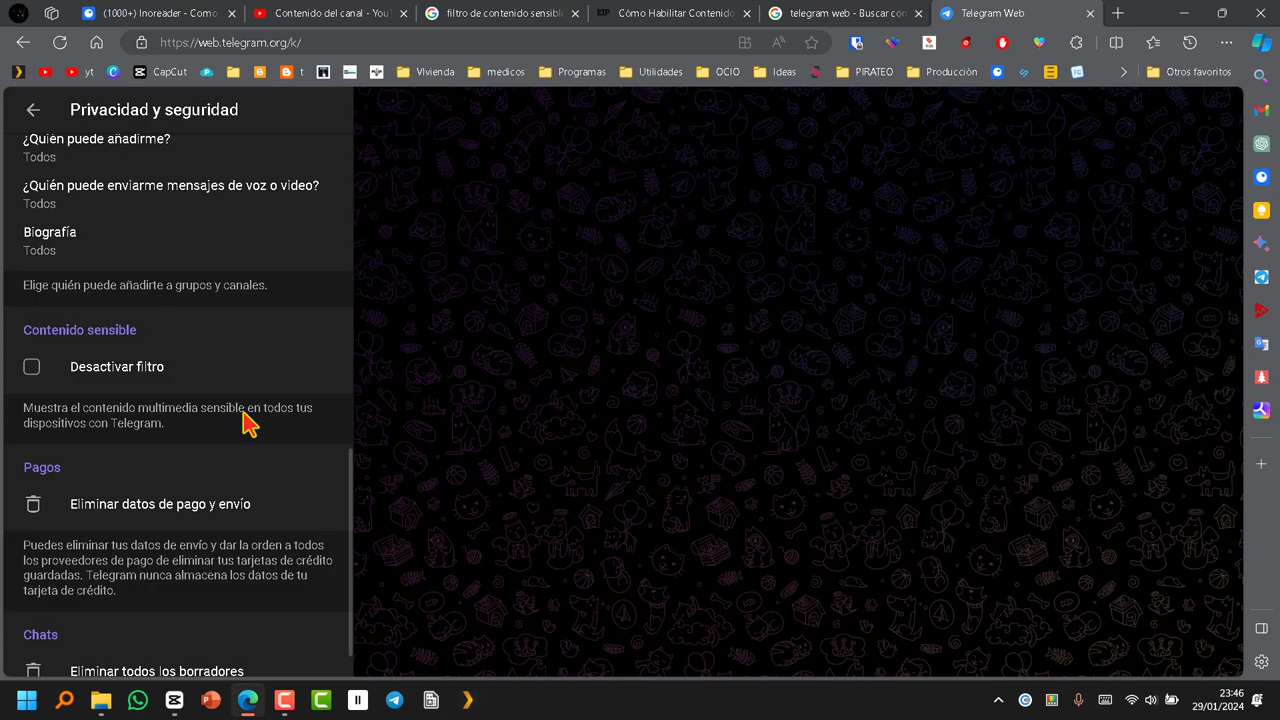 (1000+) Inoreader - Como
Contenido del canal - YouT
filtro de contenido sensible
EIP Cómo Habilitar Contenido
telegram web - Buscar con
Telegram Web
https://web.telegram.org/k/
yt
CapCut
t
VIvienda
medicos
Programas
Utilidades
OCIO
Ideas
PIRATEO
Producción
Otros favoritos
Privacidad y seguridad
¿Quién puede añadirme?
Todos
¿Quién puede enviarme mensajes de voz o video?
Todos
Biografía
Todos
Elige quién puede añadirte a grupos y canales.
Contenido sensible
Desactivar filtro
Muestra el contenido multimedia sensible en todos tus
dispositivos con Telegram.
Pagos
Eliminar datos de pago y envío
Puedes eliminar tus datos de envío y dar la orden a todos
los proveedores de pago de eliminar tus tarjetas de crédito
guardadas. Telegram nunca almacena los datos de tu
tarjeta de crédito.
Chats
Eliminar todos los borradores
23:46
29/01/2024